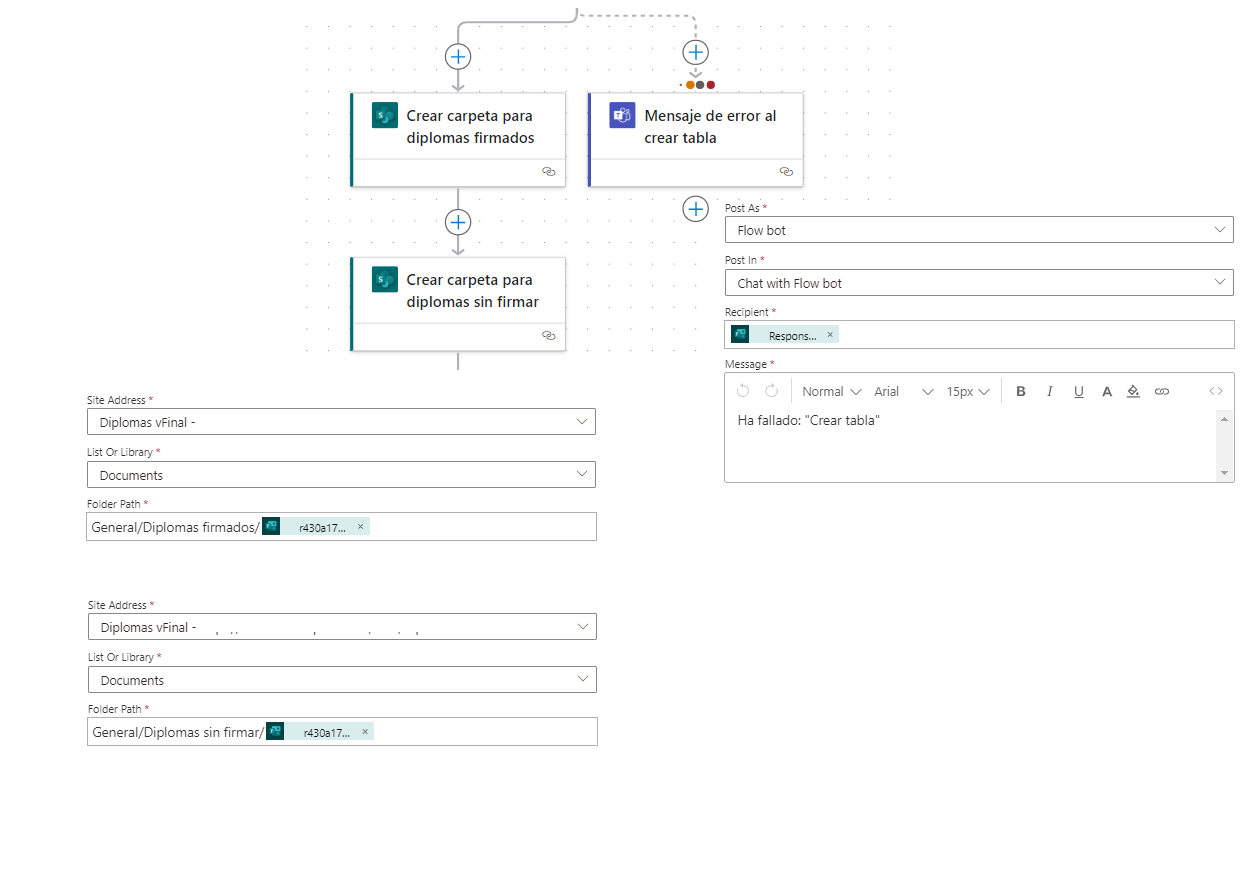 Crear carpeta para
diplomas firmados
Mensaje de error al
crear tabla
Crear carpeta para
diplomas sin firmar
Post As *
Flow bot
Post In *
Chat with Flow bot
Recipient *
Respons... ×
Message *
Normal Arial 15px B I U A
Ha fallado: "Crear tabla"
Site Address *
Diplomas vFinal -
List Or Library *
Documents
Folder Path *
General/Diplomas firmados/ r430a17... ×
Site Address *
Diplomas vFinal -
List Or Library *
Documents
Folder Path *
General/Diplomas sin firmar/ r430a17... ×